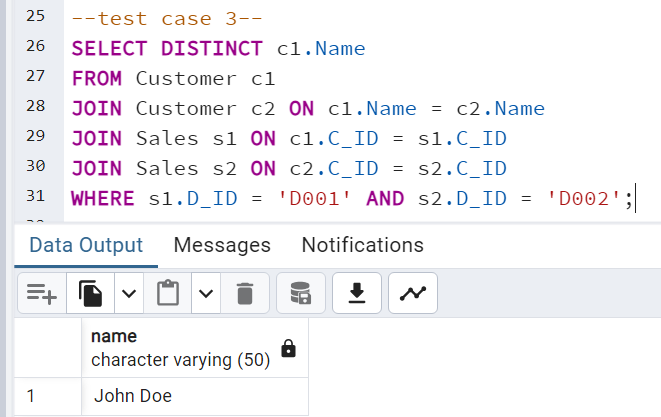 25 --test case 3--
26 SELECT DISTINCT c1.Name
27 FROM Customer c1
28 JOIN Customer c2 ON c1.Name = c2.Name
29 JOIN Sales s1 ON c1.C_ID = s1.C_ID
30 JOIN Sales s2 ON c2.C_ID = s2.C_ID
31 WHERE s1.D_ID = 'D001' AND s2.D_ID = 'D002';
Data Output Messages Notifications
name
character varying (50)
1 John Doe